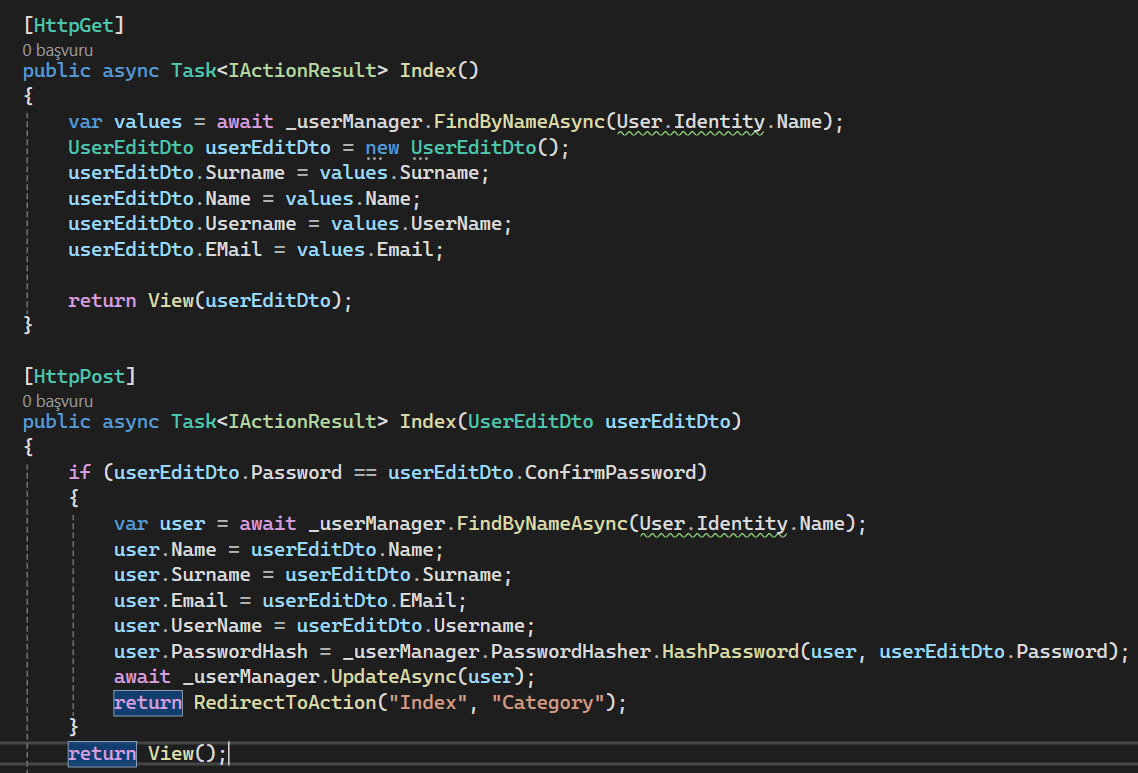 [HttpGet]
0 başvuru
public async Task<IActionResult> Index()
{
    var values = await _userManager.FindByNameAsync(User.Identity.Name);
    UserEditDto userEditDto = new UserEditDto();
    userEditDto.Surname = values.Surname;
    userEditDto.Name = values.Name;
    userEditDto.Username = values.UserName;
    userEditDto.EMail = values.Email;

    return View(userEditDto);
}

[HttpPost]
0 başvuru
public async Task<IActionResult> Index(UserEditDto userEditDto)
{
    if (userEditDto.Password == userEditDto.ConfirmPassword)
    {
        var user = await _userManager.FindByNameAsync(User.Identity.Name);
        user.Name = userEditDto.Name;
        user.Surname = userEditDto.Surname;
        user.Email = userEditDto.EMail;
        user.UserName = userEditDto.Username;
        user.PasswordHash = _userManager.PasswordHasher.HashPassword(user, userEditDto.Password);
        await _userManager.UpdateAsync(user);
        return RedirectToAction("Index", "Category");
    }
    return View();